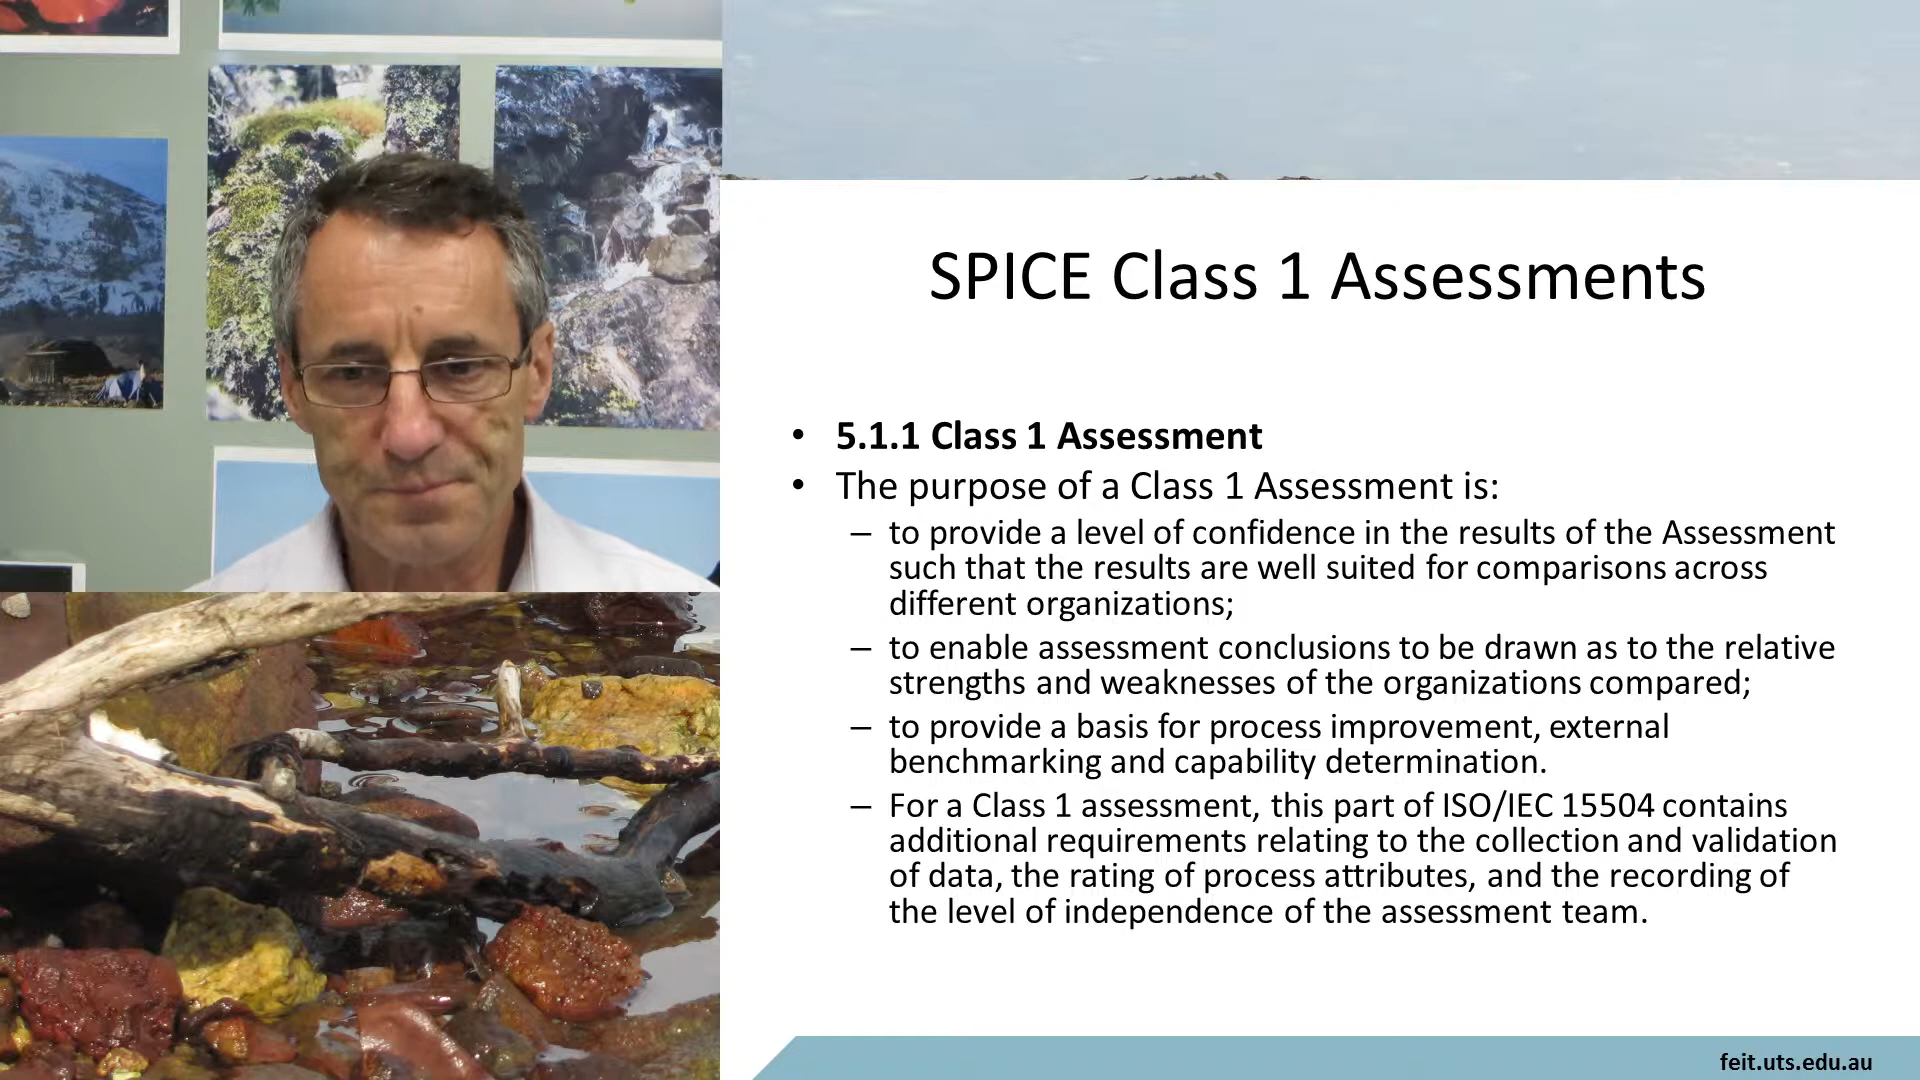 SPICE Class 1 Assessments
• 5.1.1 Class 1 Assessment
• The purpose of a Class 1 Assessment is:
– to provide a level of confidence in the results of the Assessment
such that the results are well suited for comparisons across
different organizations;
– to enable assessment conclusions to be drawn as to the relative
strengths and weaknesses of the organizations compared;
– to provide a basis for process improvement, external
benchmarking and capability determination.
– For a Class 1 assessment, this part of ISO/IEC 15504 contains
additional requirements relating to the collection and validation
of data, the rating of process attributes, and the recording of
the level of independence of the assessment team.
feit.uts.edu.au